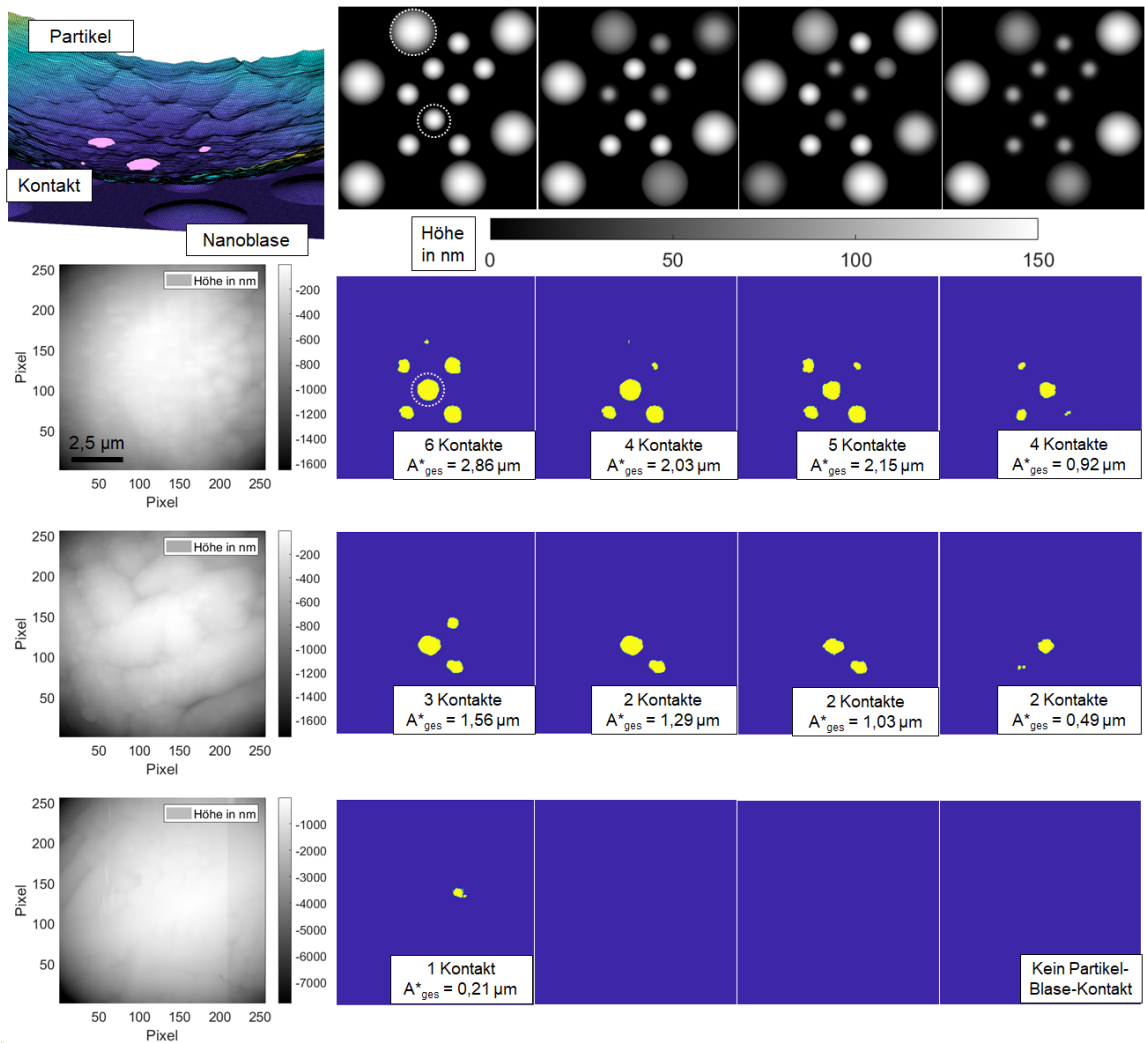 Partikel
Kontakt
Nanoblase
Höhe
in nm
0
50
100
150
250
200
150
100
50
Pixel
Höhe in nm
2,5 µm
50 100 150 200 250
Pixel
-200
-400
-600
-800
-1000
-1200
-1400
-1600
6 Kontakte
A*ges = 2,86 µm
4 Kontakte
A*ges = 2,03 µm
5 Kontakte
A*ges = 2,15 µm
4 Kontakte
A*ges = 0,92 µm
250
200
150
100
50
Pixel
Höhe in nm
50 100 150 200 250
Pixel
-200
-400
-600
-800
-1000
-1200
-1400
-1600
3 Kontakte
A*ges = 1,56 µm
2 Kontakte
A*ges = 1,29 µm
2 Kontakte
A*ges = 1,03 µm
2 Kontakte
A*ges = 0,49 µm
250
200
150
100
50
Pixel
Höhe in nm
50 100 150 200 250
Pixel
-1000
-2000
-3000
-4000
-5000
-6000
-7000
1 Kontakt
A*ges = 0,21 µm
Kein Partikel-
Blase-Kontakt